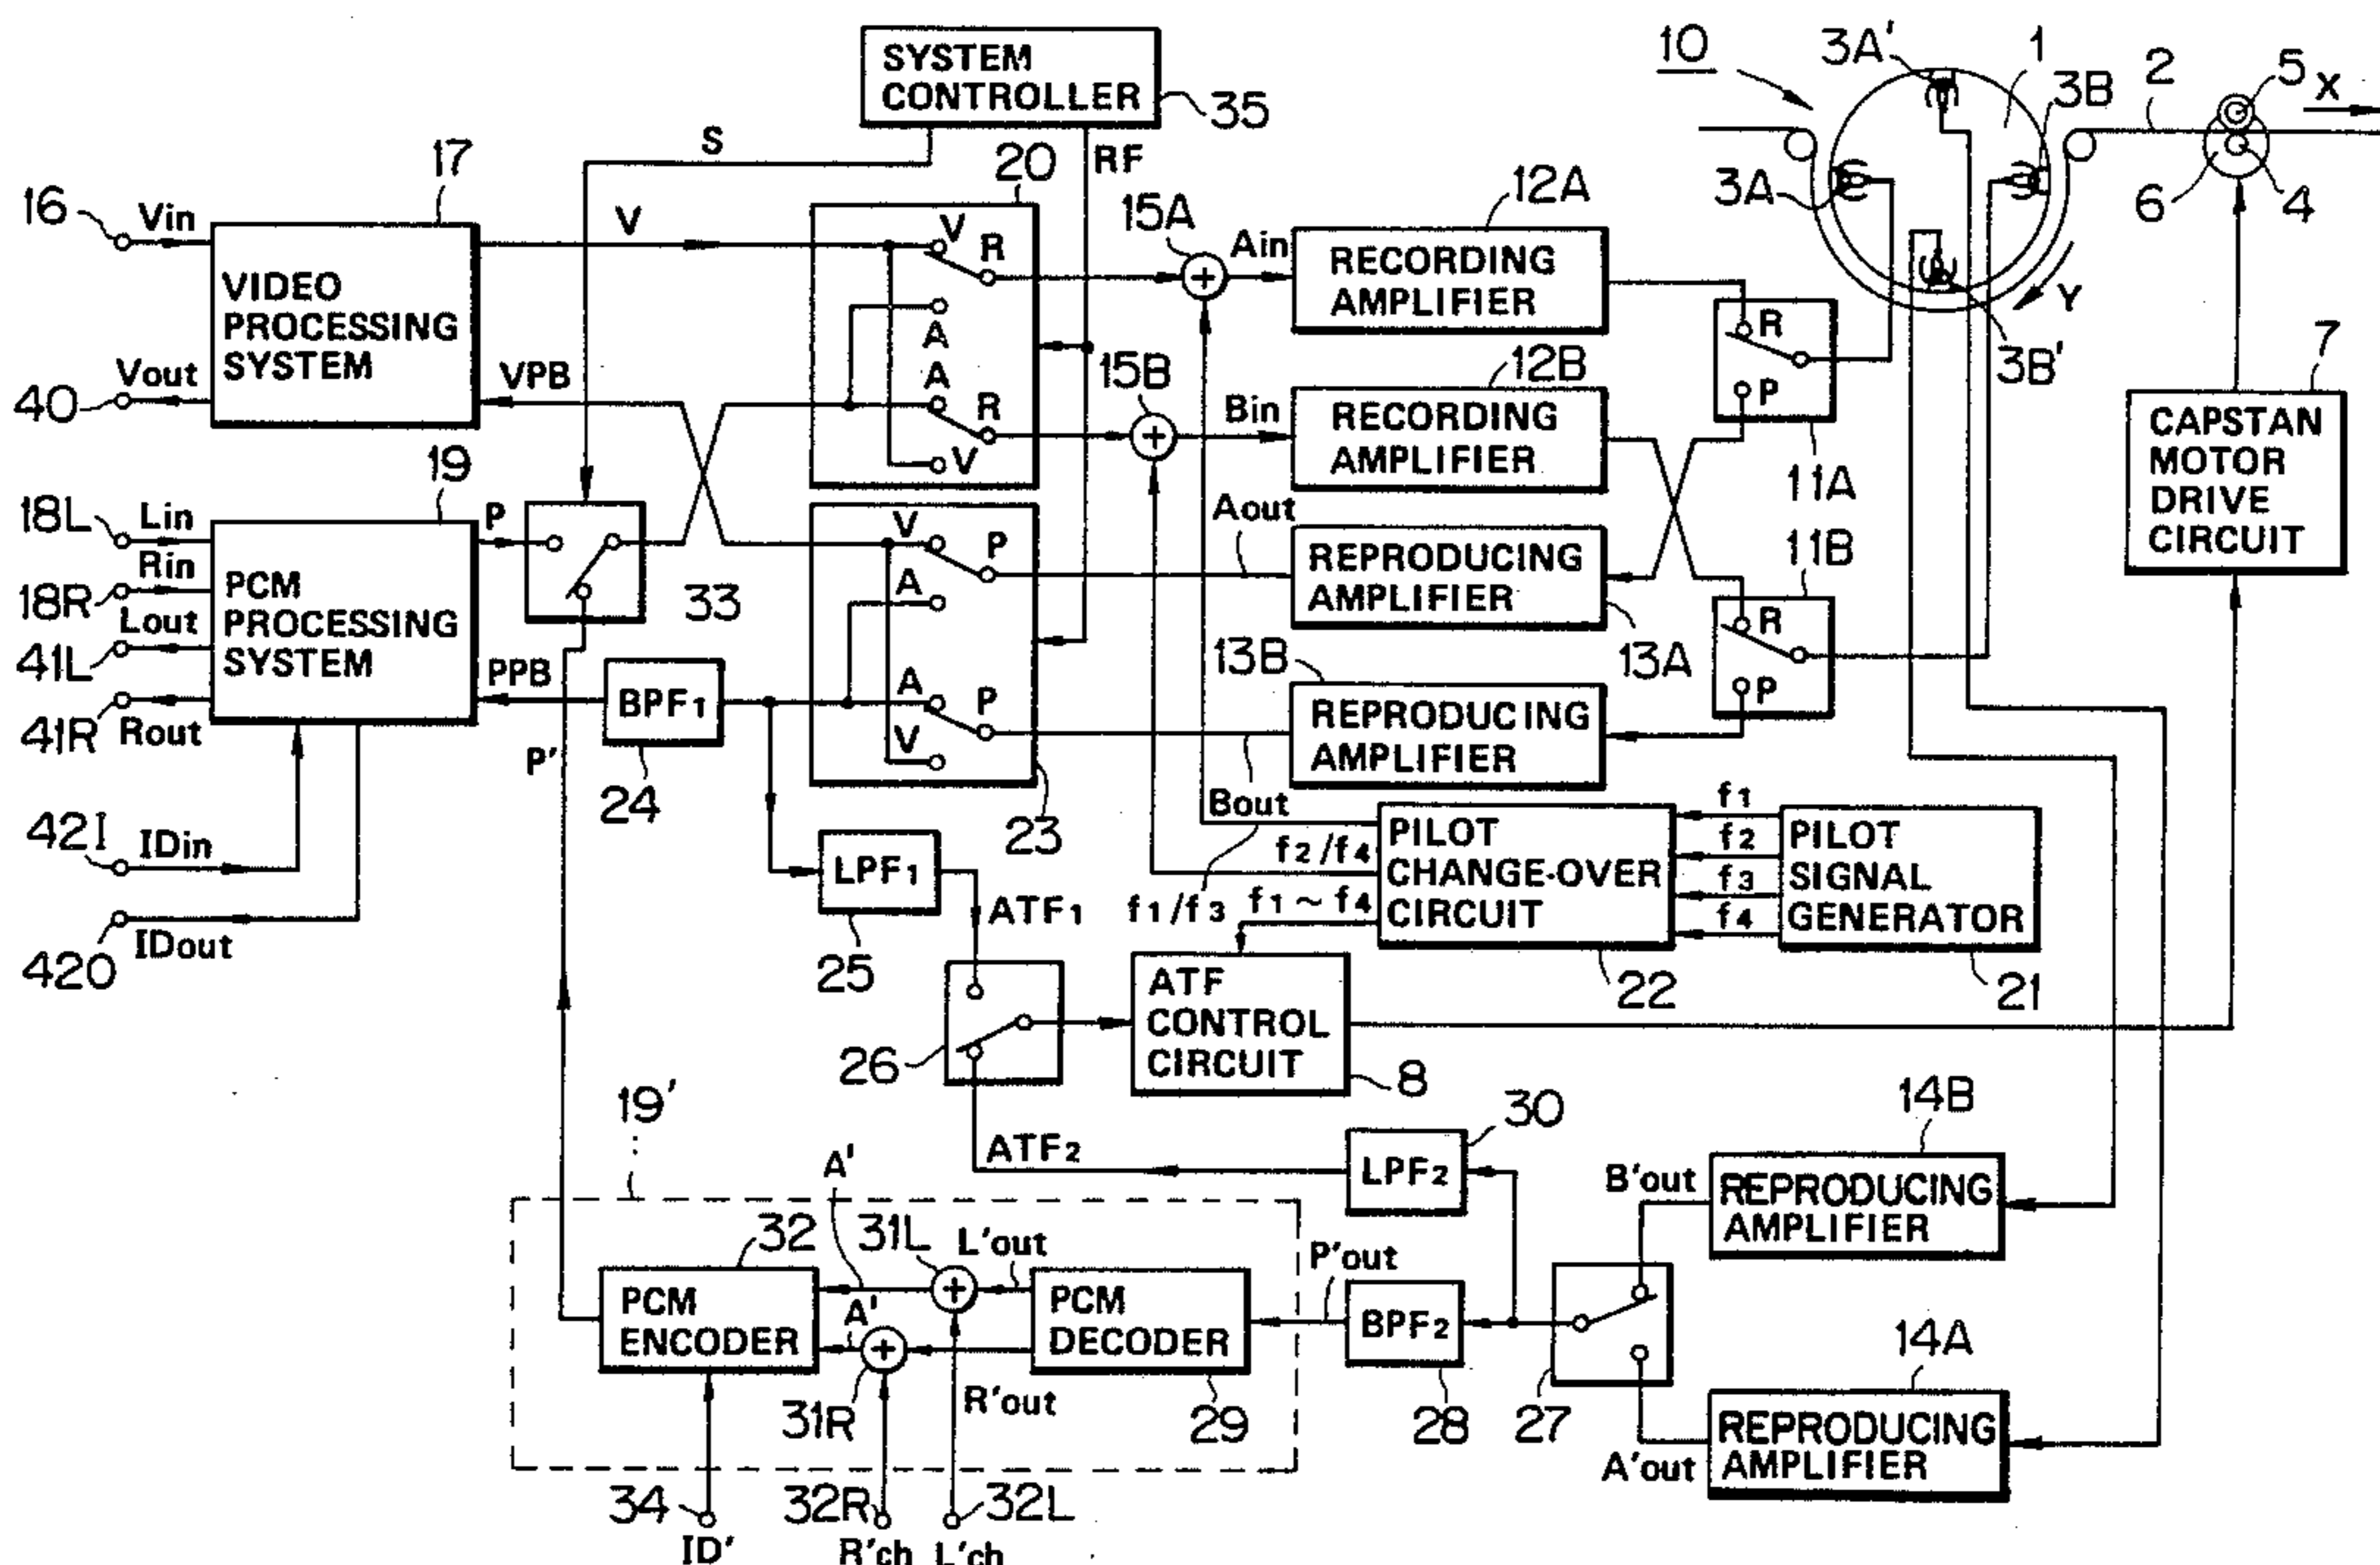 SYSTEM
CONTROLLER
35
10
3A'
1
3B
2
5
X
S
RF
17
20
16
Vin
V
V
R
15A
Ain
12A
3A
6
4
VIDEO
PROCESSING
SYSTEM
A
RECORDING
AMPLIFIER
R
Y
Vout
40
VPB
A
R
15B
12B
P
3B'
7
V
Bin
RECORDING
AMPLIFIER
11A
CAPSTAN
MOTOR
DRIVE
CIRCUIT
19
18L
Lin
P
V
P
Aout
11B
Rin
18R
PCM
PROCESSING
SYSTEM
33
A
REPRODUCING
AMPLIFIER
R
Lout
41L
PPB
BPF1
A
P
13B
13A
P
41R
Rout
P'
24
V
REPRODUCING
AMPLIFIER
42I
IDin
23
Bout
PILOT
CHANGE-OVER
CIRCUIT
f1
f2
f3
f4
PILOT
SIGNAL
GENERATOR
LPF1
f2/f4
f1/f3
f1~f4
420
IDout
25
ATF1
22
21
26
ATF
CONTROL
CIRCUIT
8
19'
30
14B
A'
ATF2
LPF2
B'out
REPRODUCING
AMPLIFIER
32
31L
L'out
P'out
PCM
ENCODER
A'
PCM
DECODER
BPF2
14A
31R
R'out
29
28
27
REPRODUCING
AMPLIFIER
A'out
34
32R
32L
ID'
R'ch
L'ch